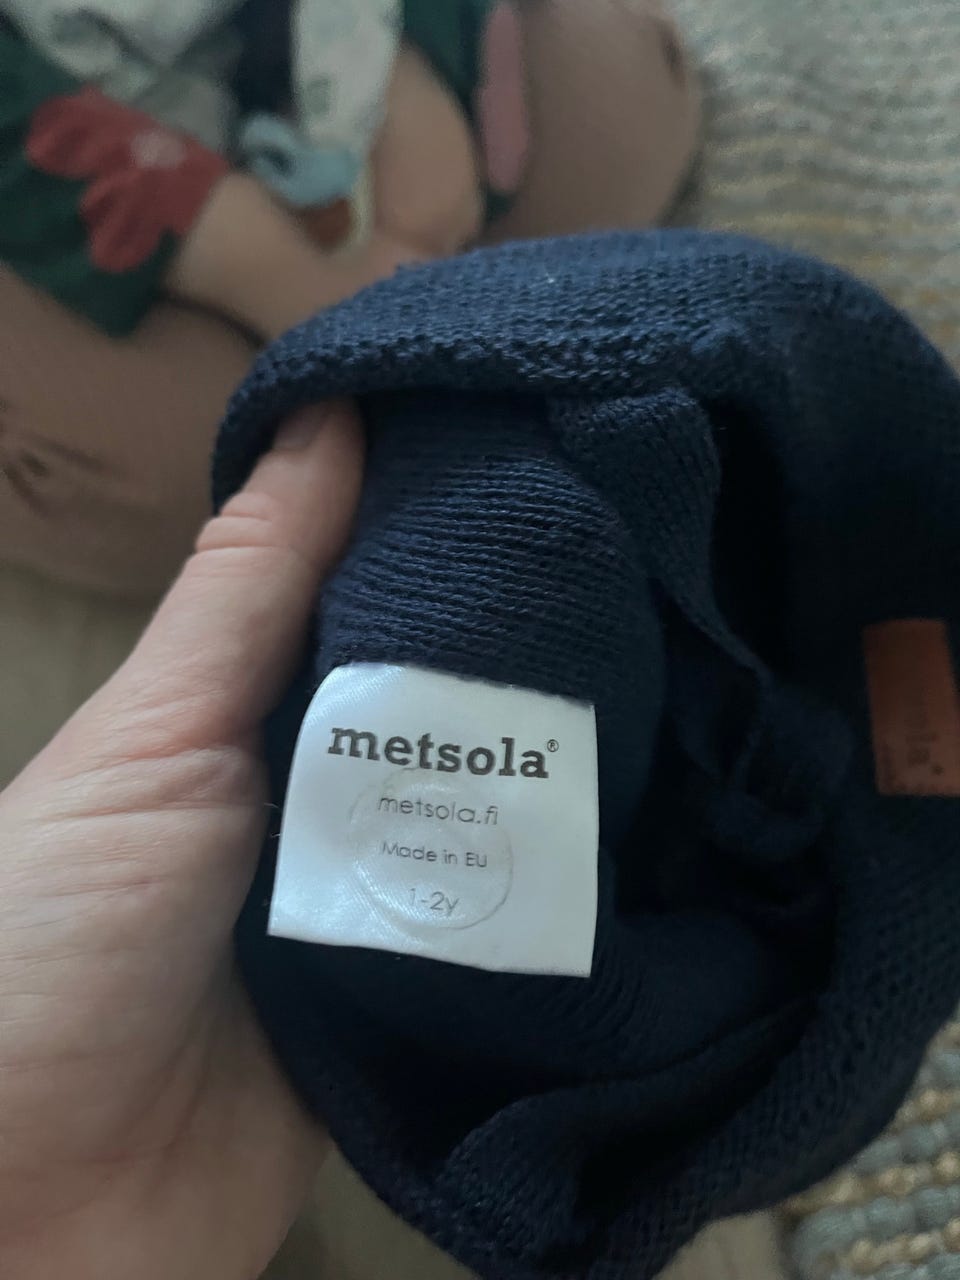 metsola®
metsola.fi
Made in EU
1-2y